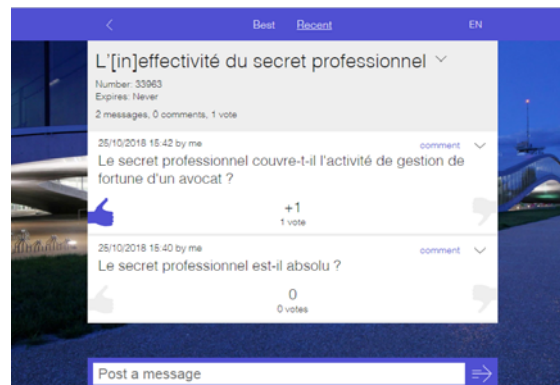 Best Recent EN
L'[in]effectivité du secret professionnel
Number: 33963
Expires: Never
2 messages, 0 comments, 1 vote
25/10/2018 15:42 by me comment
Le secret professionnel couvre-t-il l'activité de gestion de
fortune d'un avocat ?
+1
1 vote
25/10/2018 15:40 by me comment
Le secret professionnel est-il absolu ?
0
0 votes
Post a message